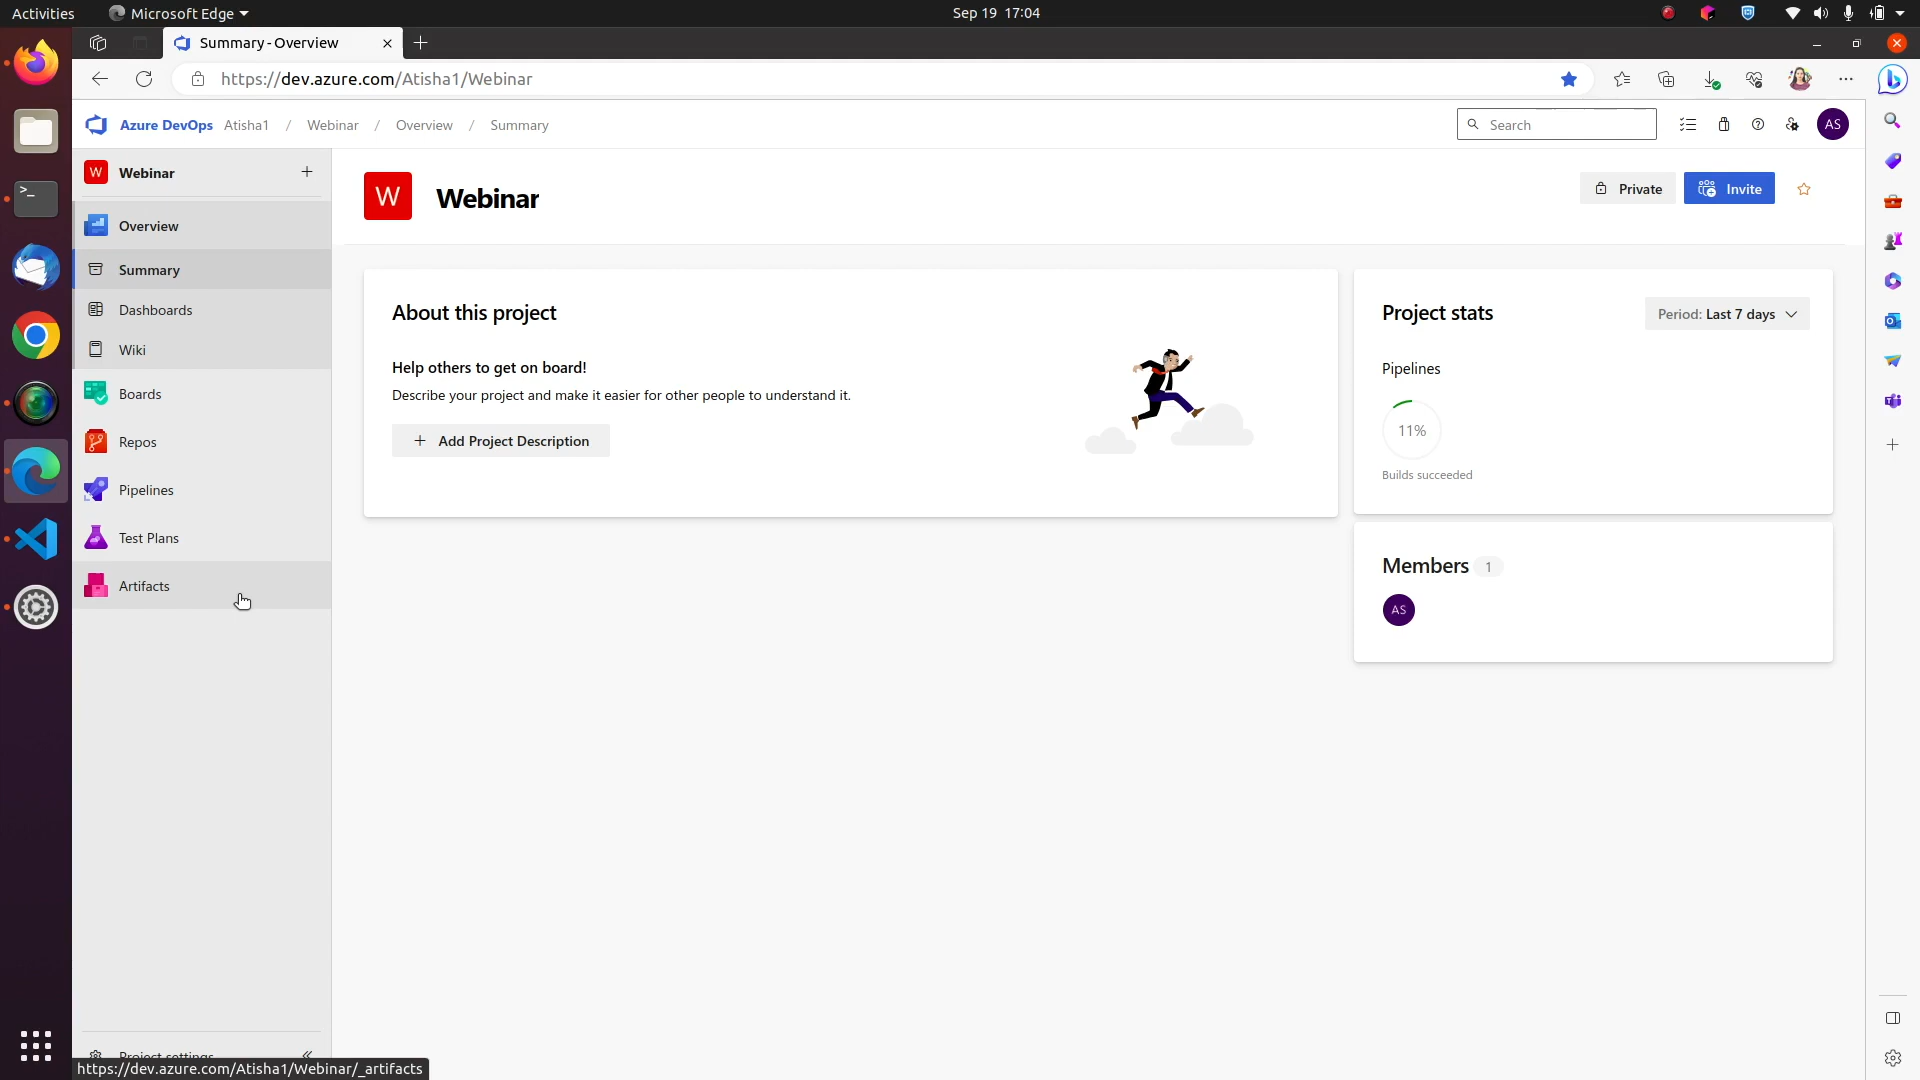 Activities
Microsoft Edge
Sep 19 17:04
Summary - Overview
https://dev.azure.com/Atisha1/Webinar
Azure DevOps Atisha1 / Webinar / Overview / Summary
Search
AS
W Webinar
Overview
Summary
Dashboards
Wiki
Boards
Repos
Pipelines
Test Plans
Artifacts
Project settings
https://dev.azure.com/Atisha1/Webinar/_artifacts
W Webinar
Private
Invite
About this project
Help others to get on board!
Describe your project and make it easier for other people to understand it.
Add Project Description
Project stats
Period: Last 7 days
Pipelines
11%
Builds succeeded
Members 1
AS